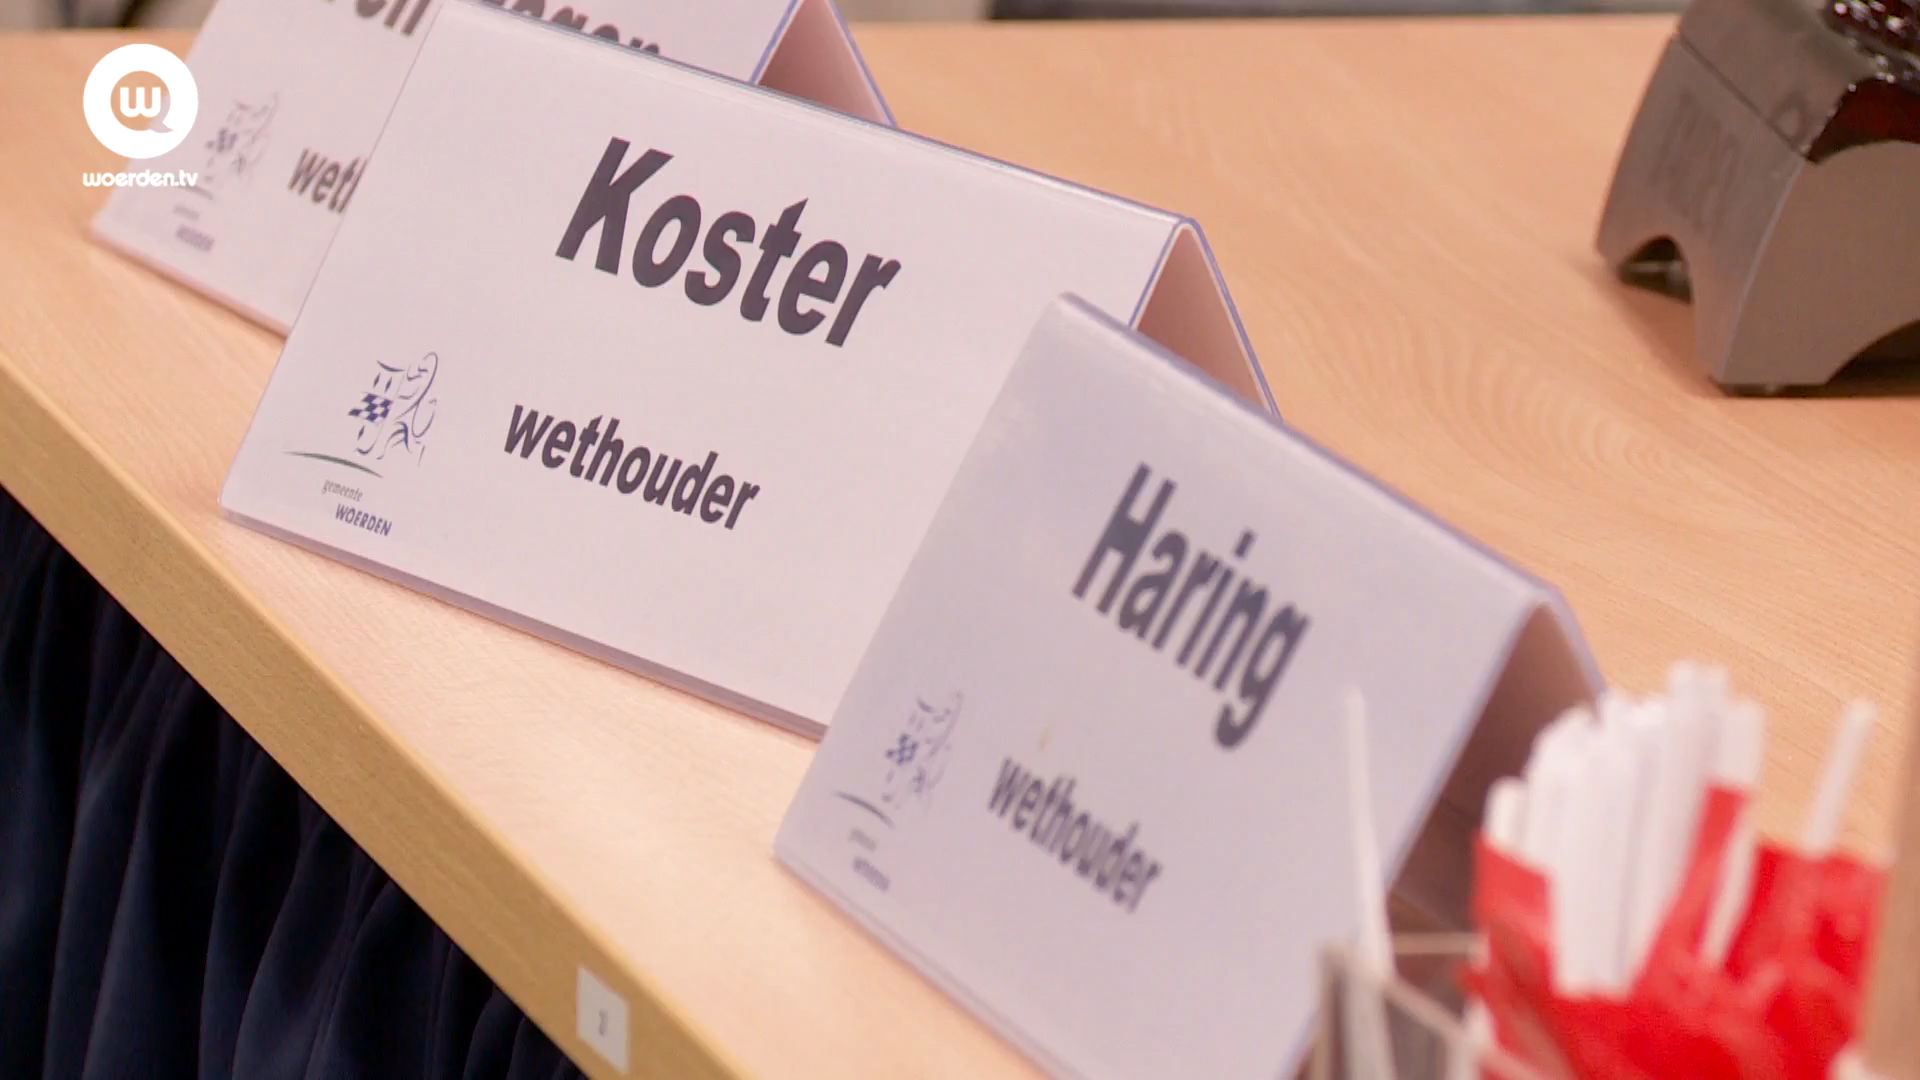 woerden.tv
Koster
wethouder
gemeente
WOERDEN
Haring
wethouder